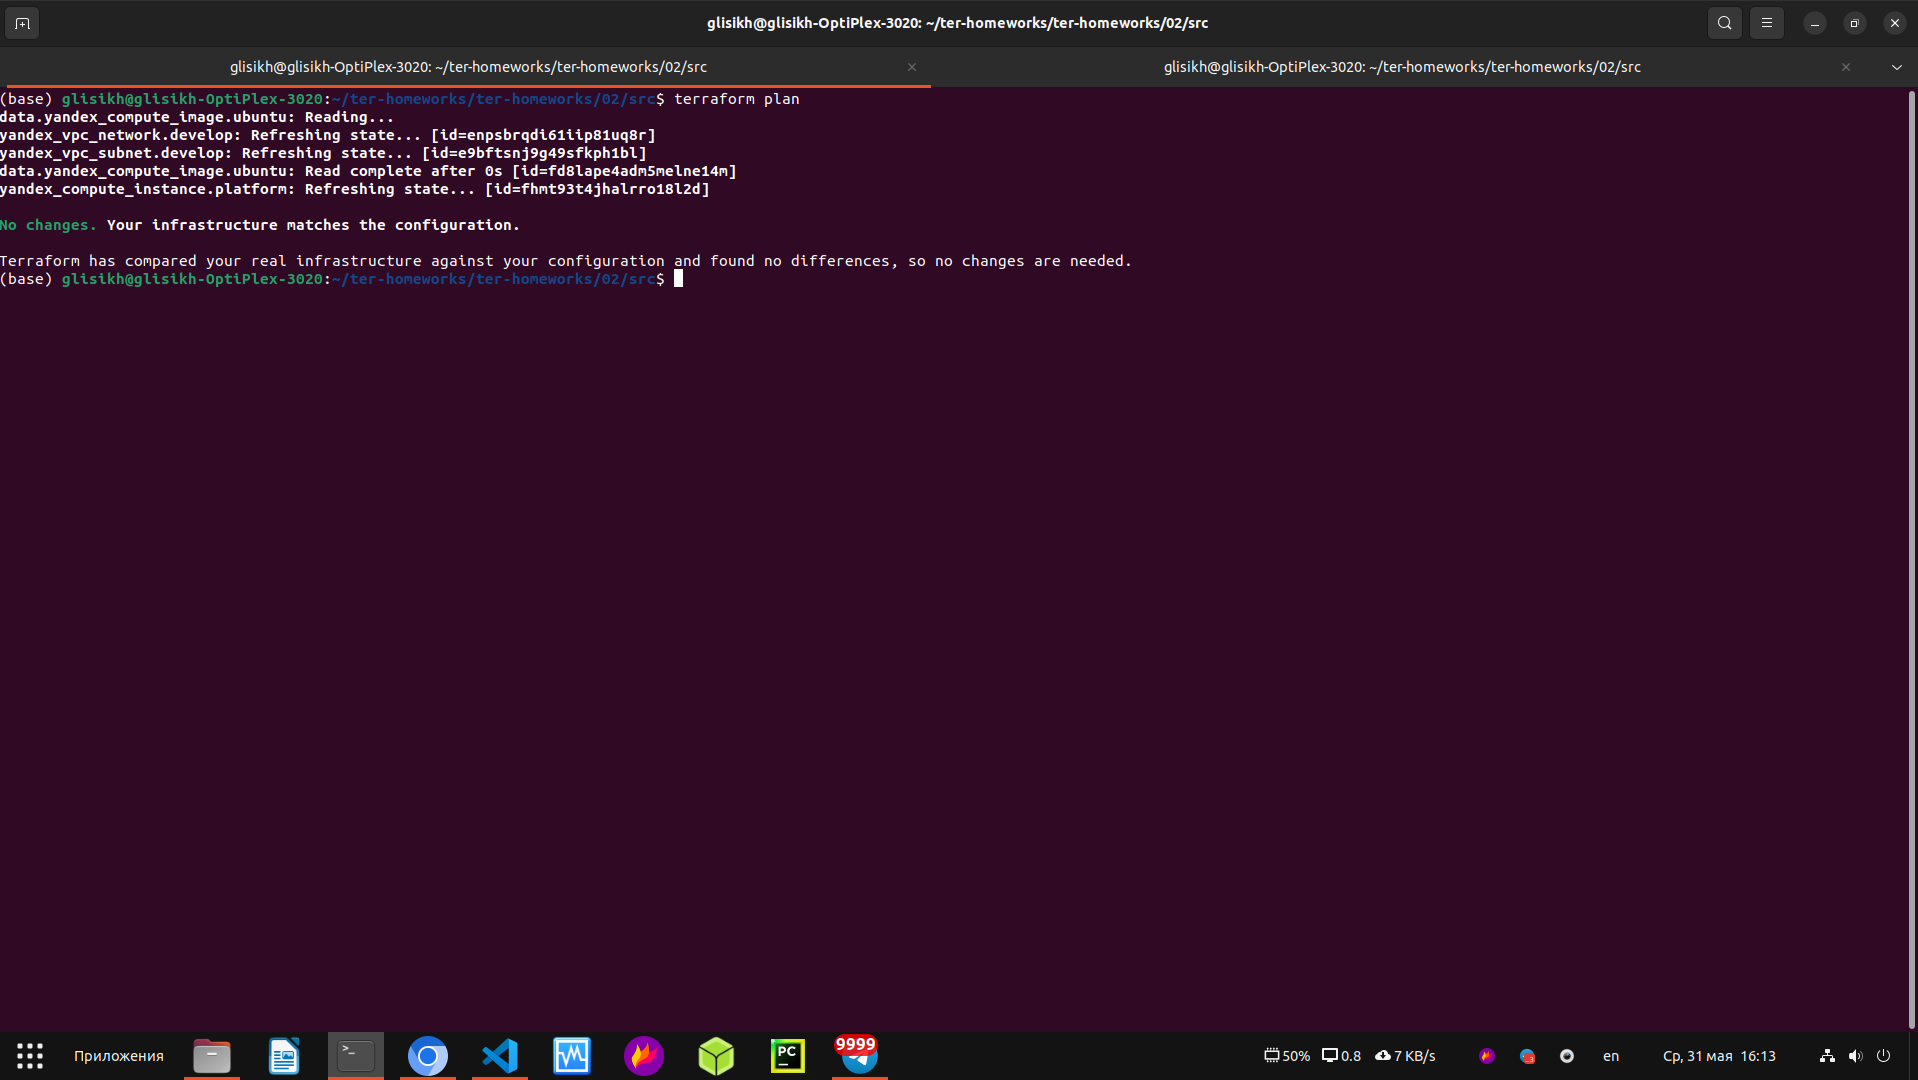 glisikh@glisikh-OptiPlex-3020: ~/ter-homeworks/ter-homeworks/02/src
glisikh@glisikh-OptiPlex-3020: ~/ter-homeworks/ter-homeworks/02/src
glisikh@glisikh-OptiPlex-3020: ~/ter-homeworks/ter-homeworks/02/src
(base) glisikh@glisikh-OptiPlex-3020:~/ter-homeworks/ter-homeworks/02/src$ terraform plan
data.yandex_compute_image.ubuntu: Reading...
yandex_vpc_network.develop: Refreshing state... [id=enpsbrqdi61iip81uq8r]
yandex_vpc_subnet.develop: Refreshing state... [id=e9bftsnj9g49sfkph1bl]
data.yandex_compute_image.ubuntu: Read complete after 0s [id=fd8lape4adm5melne14m]
yandex_compute_instance.platform: Refreshing state... [id=fhmt93t4jhalrro18l2d]
No changes. Your infrastructure matches the configuration.
Terraform has compared your real infrastructure against your configuration and found no differences, so no changes are needed.
(base) glisikh@glisikh-OptiPlex-3020:~/ter-homeworks/ter-homeworks/02/src$
Приложения
>_
PC
9999
50%
0.8
7 KB/s
en
Ср, 31 мая 16:13